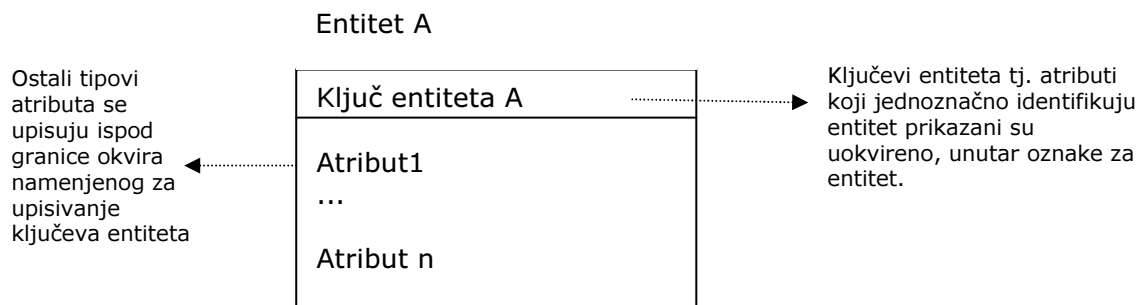 Entitet A
Ostali tipovi
atributa se
upisuju ispod
granice okvira
namenjenog za
upisivanje
ključeva entiteta
Ključ entiteta A
Atribut1
...
Atribut n
Ključevi entiteta tj. atributi
koji jednoznačno identifikuju
entitet prikazani su
uokvireno, unutar oznake za
entitet.